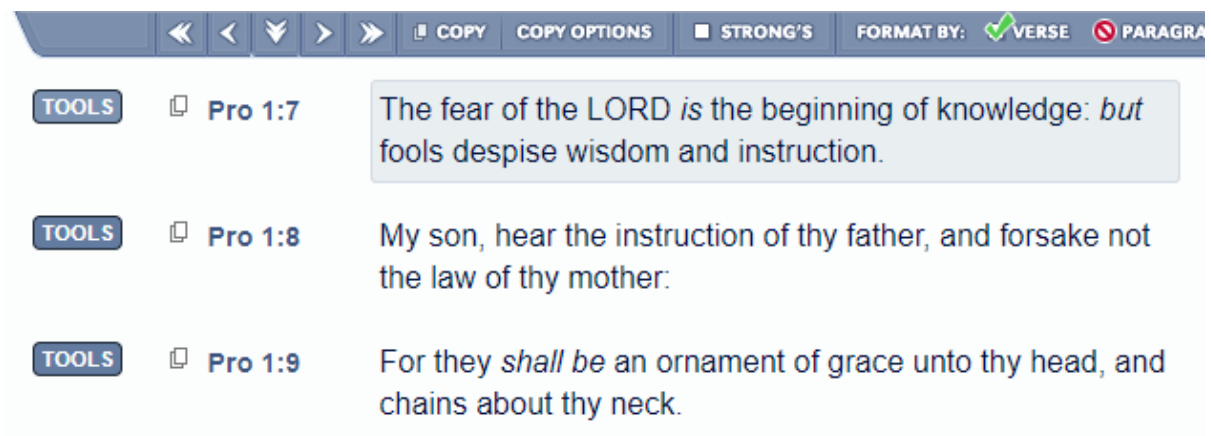 COPY COPY OPTIONS STRONG'S FORMAT BY: VERSE PARAGRA
TOOLS Pro 1:7 The fear of the LORD is the beginning of knowledge: but
fools despise wisdom and instruction.
TOOLS Pro 1:8 My son, hear the instruction of thy father, and forsake not
the law of thy mother:
TOOLS Pro 1:9 For they shall be an ornament of grace unto thy head, and
chains about thy neck.